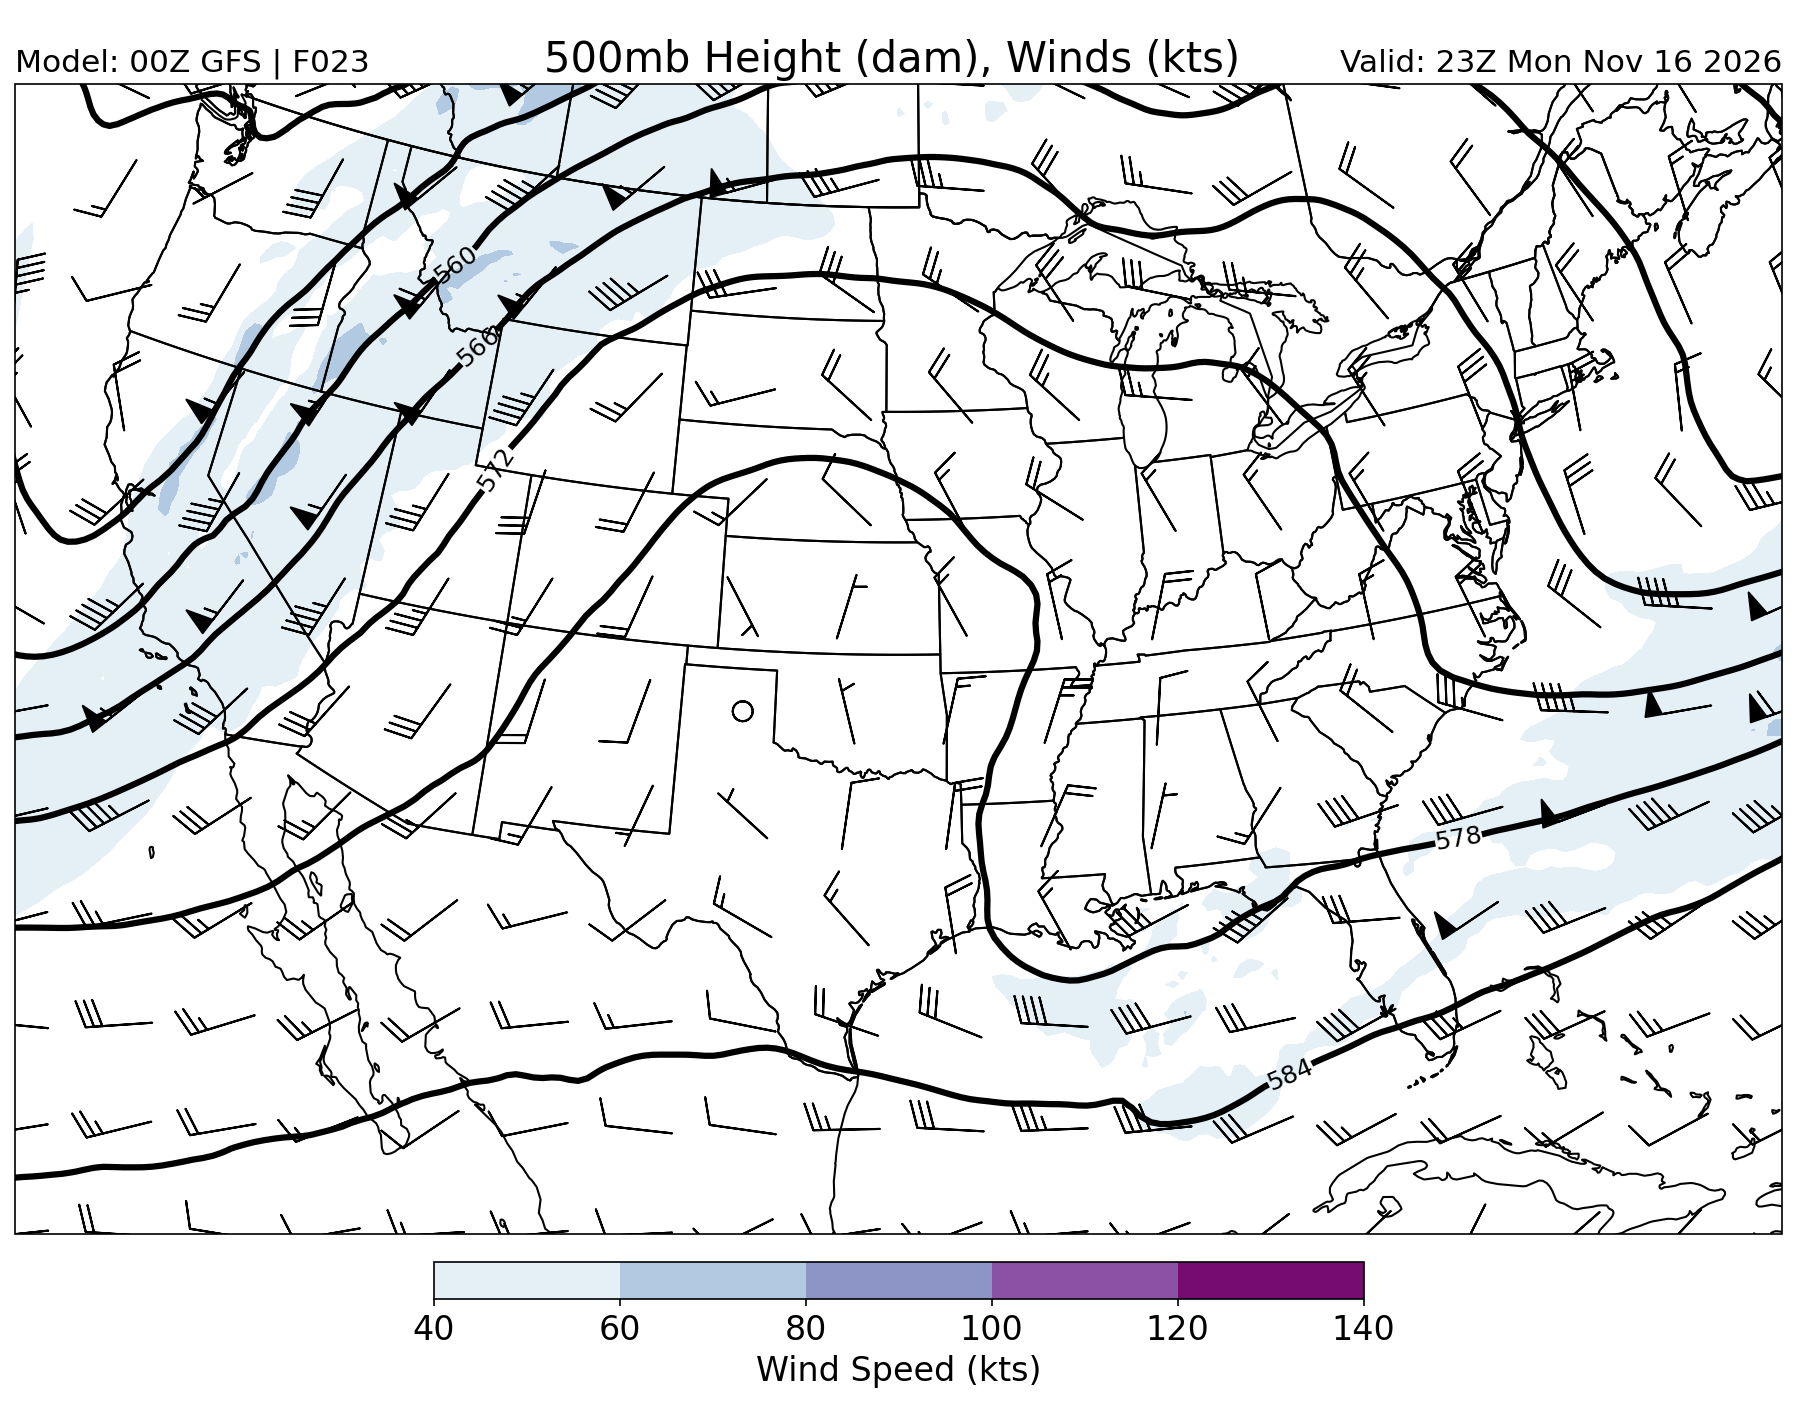 Model: 00Z GFS | F023
500mb Height (dam), Winds (kts)
Valid: 23Z Mon Nov 16 2026
560
566
572
578
584
40 60 80 100 120 140
Wind Speed (kts)